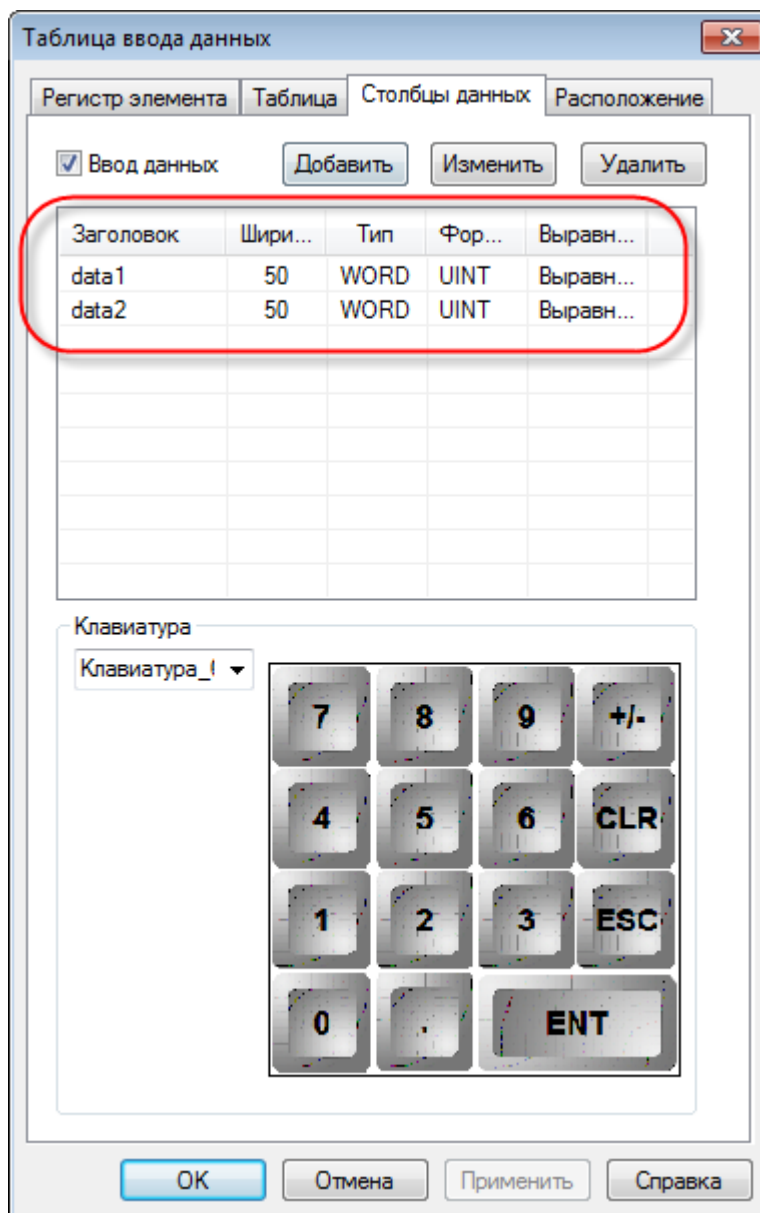 Таблица ввода данных
Регистр элемента Таблица Столбцы данных Расположение
Ввод данных Добавить Изменить Удалить
Заголовок Шири... Тип Фор... Выравн...
data1 50 WORD UINT Выравн...
data2 50 WORD UINT Выравн...
Клавиатура
Клавиатура_
7 8 9 +/-
4 5 6 CLR
1 2 3 ESC
0 . ENT
OK Отмена Применить Справка